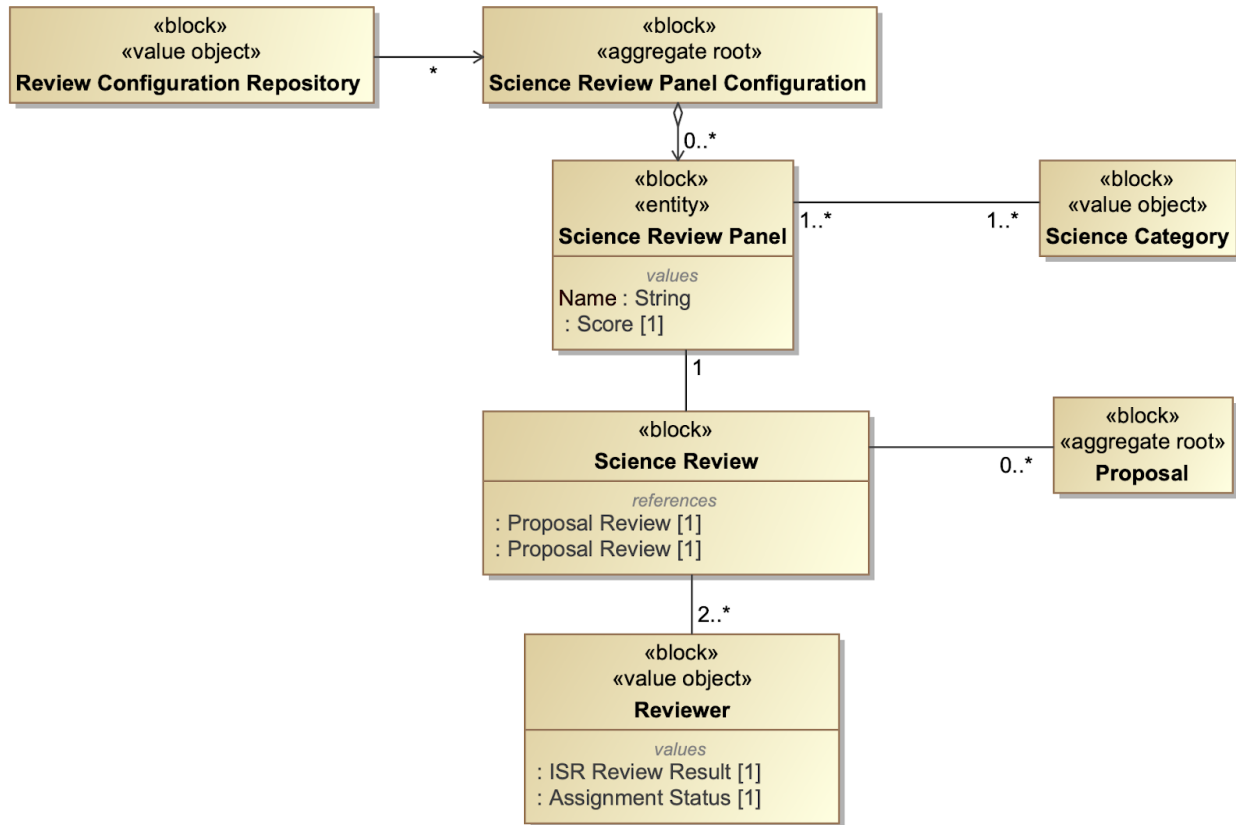 «block»
«value object»
Review Configuration Repository
*
«block»
«aggregate root»
Science Review Panel Configuration
0..*
«block»
«entity»
Science Review Panel
values
Name : String
: Score [1]
1..*
1..*
«block»
«value object»
Science Category
1
«block»
Science Review
references
: Proposal Review [1]
: Proposal Review [1]
0..*
«block»
«aggregate root»
Proposal
2..*
«block»
«value object»
Reviewer
values
: ISR Review Result [1]
: Assignment Status [1]